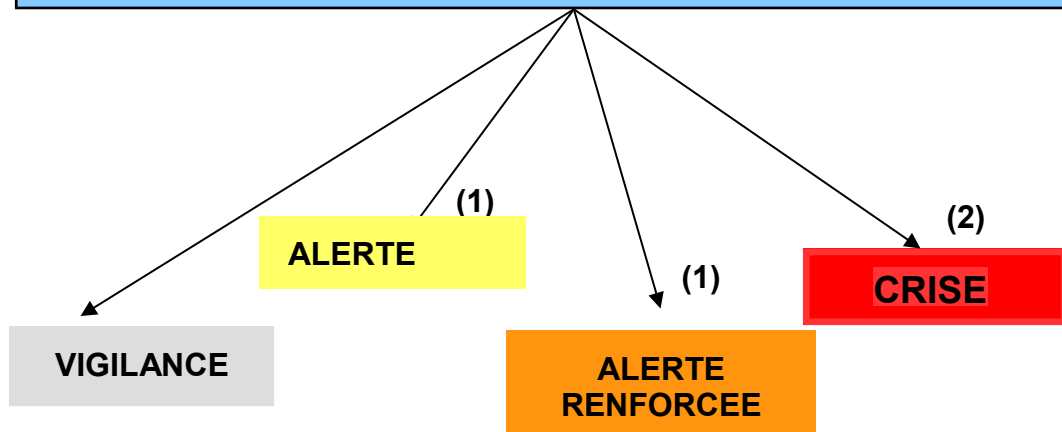 (1)
(2)
ALERTE
(1)
CRISE
VIGILANCE
ALERTE
RENFORCEE